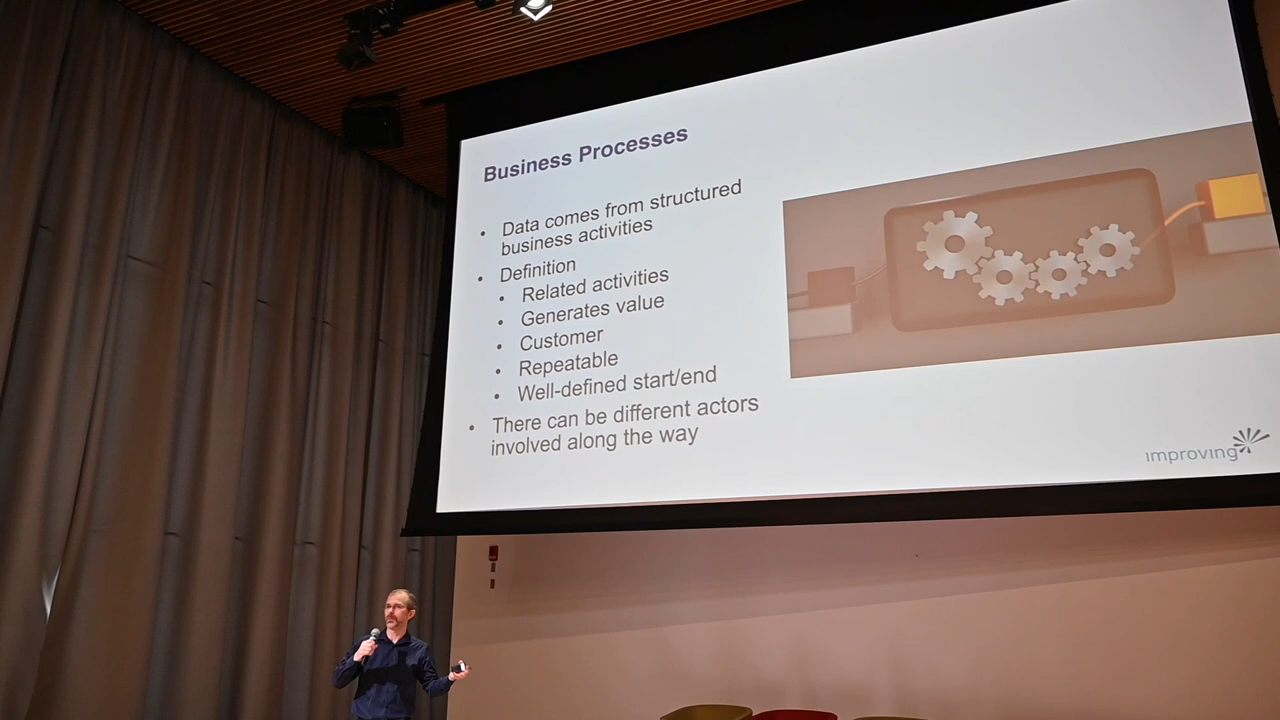 Business Processes
Data comes from structured
business activities
Definition
Related activities
Generates value
Customer
Repeatable
Well-defined start/end
There can be different actors
involved along the way
improving